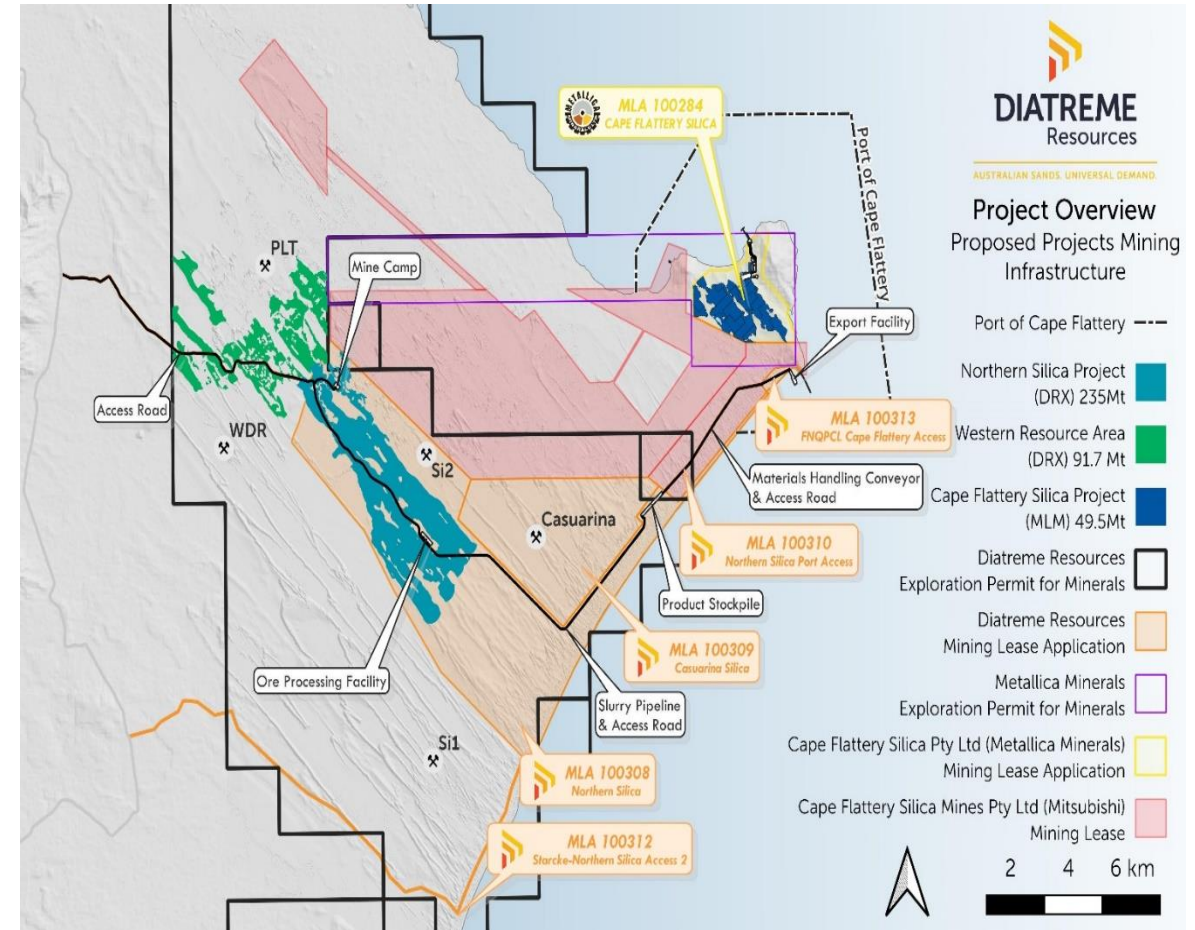 DIATREME
Resources
AUSTRALIAN SANDS. UNIVERSAL DEMAND.
Project Overview
Proposed Projects Mining
Infrastructure
Port of Cape Flattery
Northern Silica Project
(DRX) 235Mt
Western Resource Area
(DRX) 91.7 Mt
Cape Flattery Silica Project
(MLM) 49.5Mt
Diatreme Resources
Exploration Permit for Minerals
Diatreme Resources
Mining Lease Application
Metallica Minerals
Exploration Permit for Minerals
Cape Flattery Silica Pty Ltd (Metallica Minerals)
Mining Lease Application
Cape Flattery Silica Mines Pty Ltd (Mitsubishi)
Mining Lease
2 4 6 km
MLA 100284
CAPE FLATTERY SILICA
Port of Cape Flattery
PLT
Mine Camp
Export Facility
Access Road
WDR
MLA 100313
FNQPCL Cape Flattery Access
Si2
Materials Handling Conveyor
& Access Road
Casuarina
MLA 100310
Northern Silica Port Access
Product Stockpile
MLA 100309
Casuarina Silica
Ore Processing Facility
Slurry Pipeline
& Access Road
Si1
MLA 100308
Northern Silica
MLA 100312
Starcke-Northern Silica Access 2